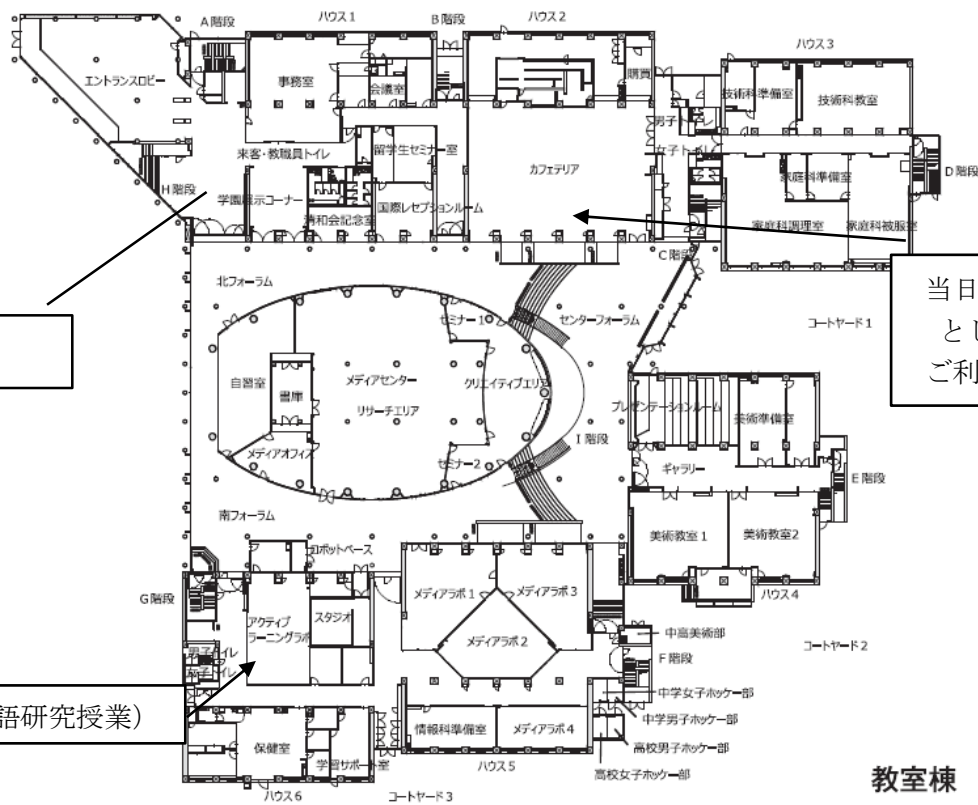 ハウス1
ハウス2
ハウス3
A階段
B階段
エントランスロビー
事務室
会議室
購買
技術科準備室
技術科教室
男子トイレ
女子トイレ
来客・教職員トイレ
留学生セミナー室
カフェテリア
家庭科準備室
D階段
H階段
学園展示コーナー
清和会記念室
国際レセプションルーム
家庭科調理室
家庭科被服室
C階段
北フォーラム
セミナー1
センターフォーラム
コートヤード1
当日
とし
ご利
自習室
書庫
メディアセンター
リサーチエリア
クリエイティブエリア
プレゼンテーションルーム
美術準備室
メディアオフィス
セミナー2
I階段
ギャラリー
E階段
南フォーラム
ロボットベース
美術教室1
美術教室2
ハウス4
G階段
アクティブ
ラーニングラボ
スタジオ
メディアラボ1
メディアラボ3
メディアラボ2
中高美術部
コートヤード2
男子トイレ
女子トイレ
F階段
語研究授業)
中学女子ホッケー部
中学男子ホッケー部
高校男子ホッケー部
高校女子ホッケー部
保健室
学習サポート室
情報科準備室
メディアラボ4
ハウス5
ハウス6
コートヤード3
教室棟